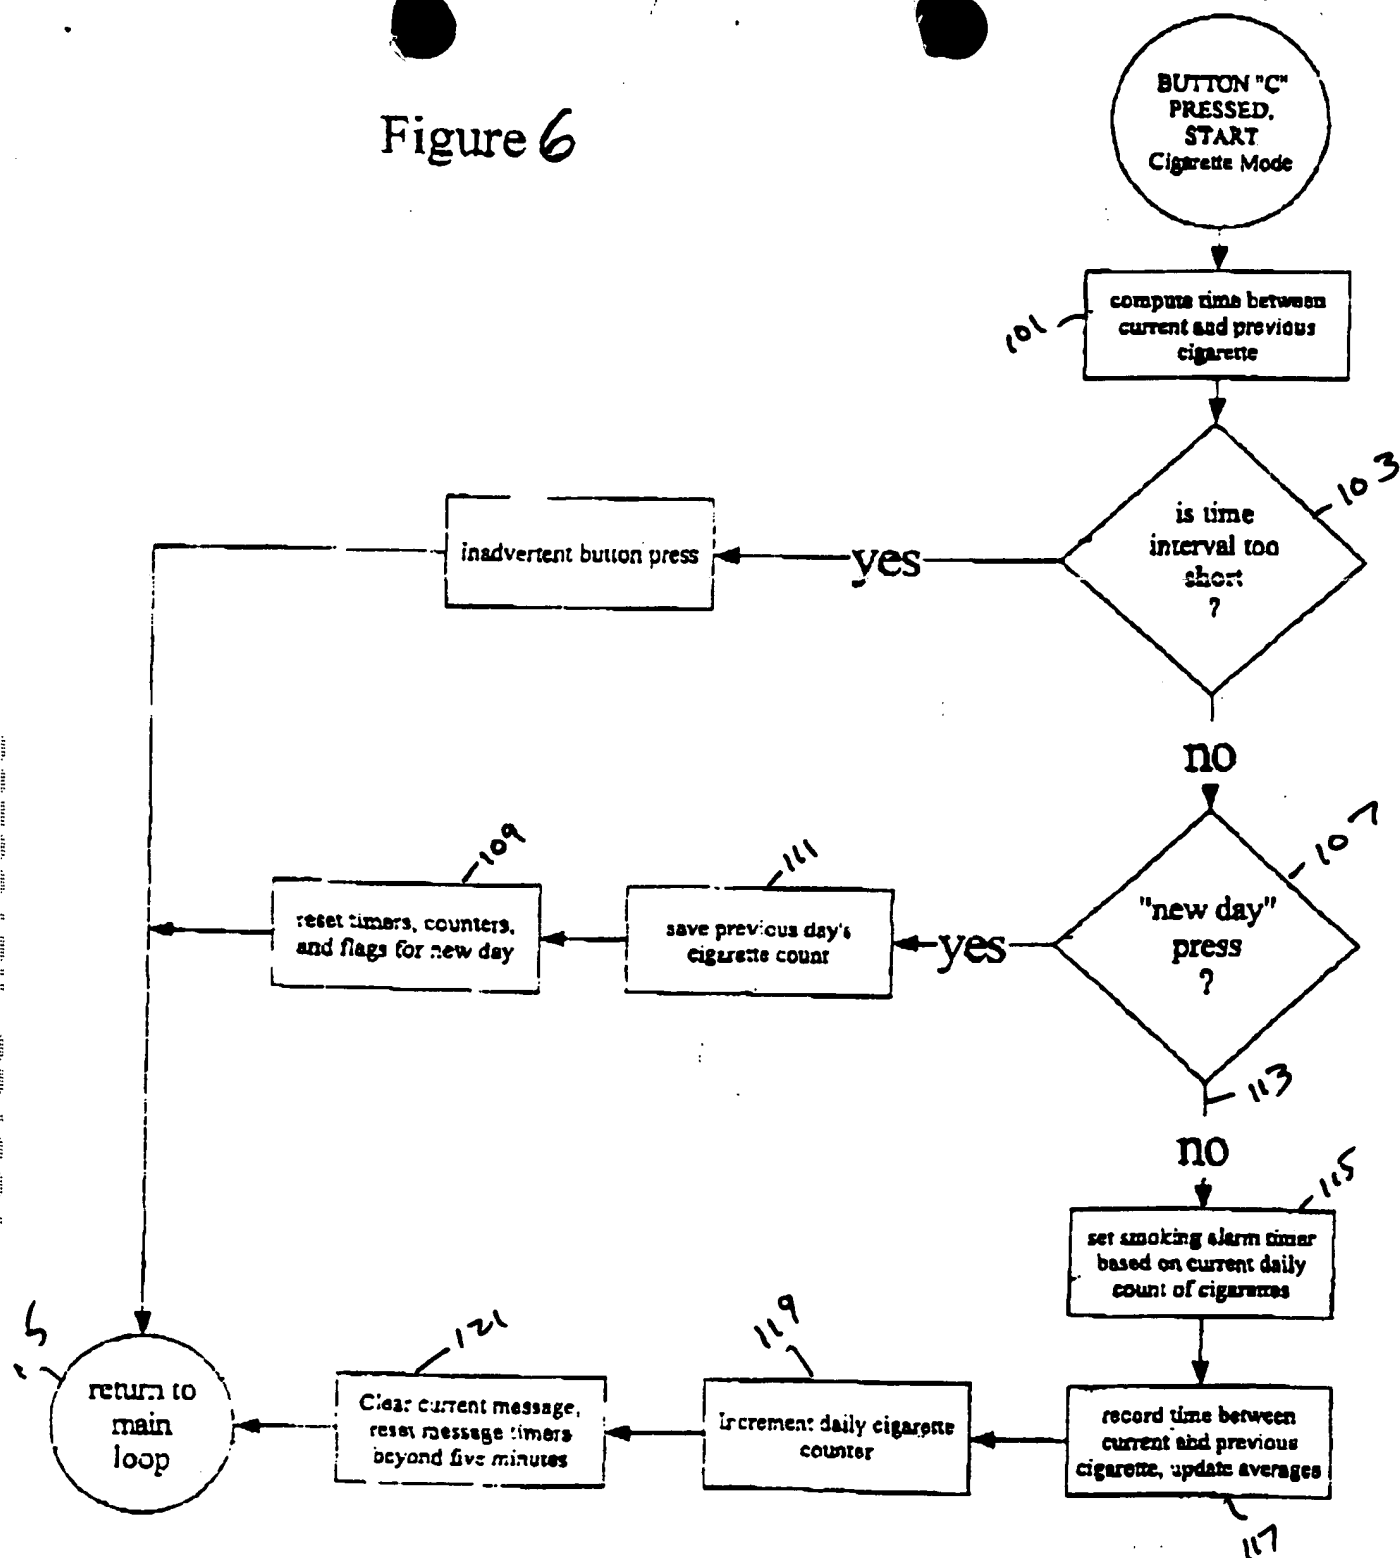 Figure 6
BUTTON "C"
PRESSED,
START
Cigarette Mode
101
compute time between
current and previous
cigarette
103
is time
interval too
short
?
yes
inadvertent button press
no
107
"new day"
press
?
yes
111
save previous day's
cigarette count
109
reset timers, counters,
and flags for new day
113
no
115
set smoking alarm timer
based on current daily
count of cigarettes
record time between
current and previous
cigarette, update averages
117
119
increment daily cigarette
counter
121
Clear current message,
reset message timers
beyond five minutes
return to
main
loop